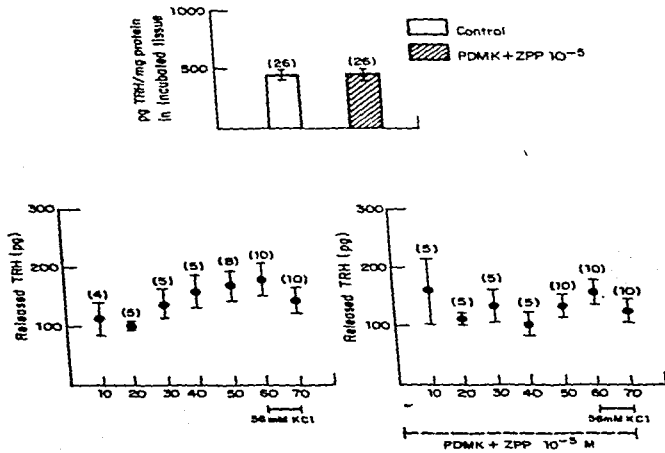 pg TRH/mg protein
in incubated tissue
1000
500
(26)
(26)
Control
PDMK+ZPP 10⁻⁵
Released TRH (pg)
300
200
100
(4)
(5)
(5)
(5)
(8)
(10)
(10)
10 20 30 40 50 60 70 80
56mM KCl
Released TRH (pg)
300
200
100
(5)
(5)
(5)
(5)
(10)
(10)
(10)
10 20 30 40 50 60 70 80
56mM KCl
PDMK + ZPP 10⁻⁵ M